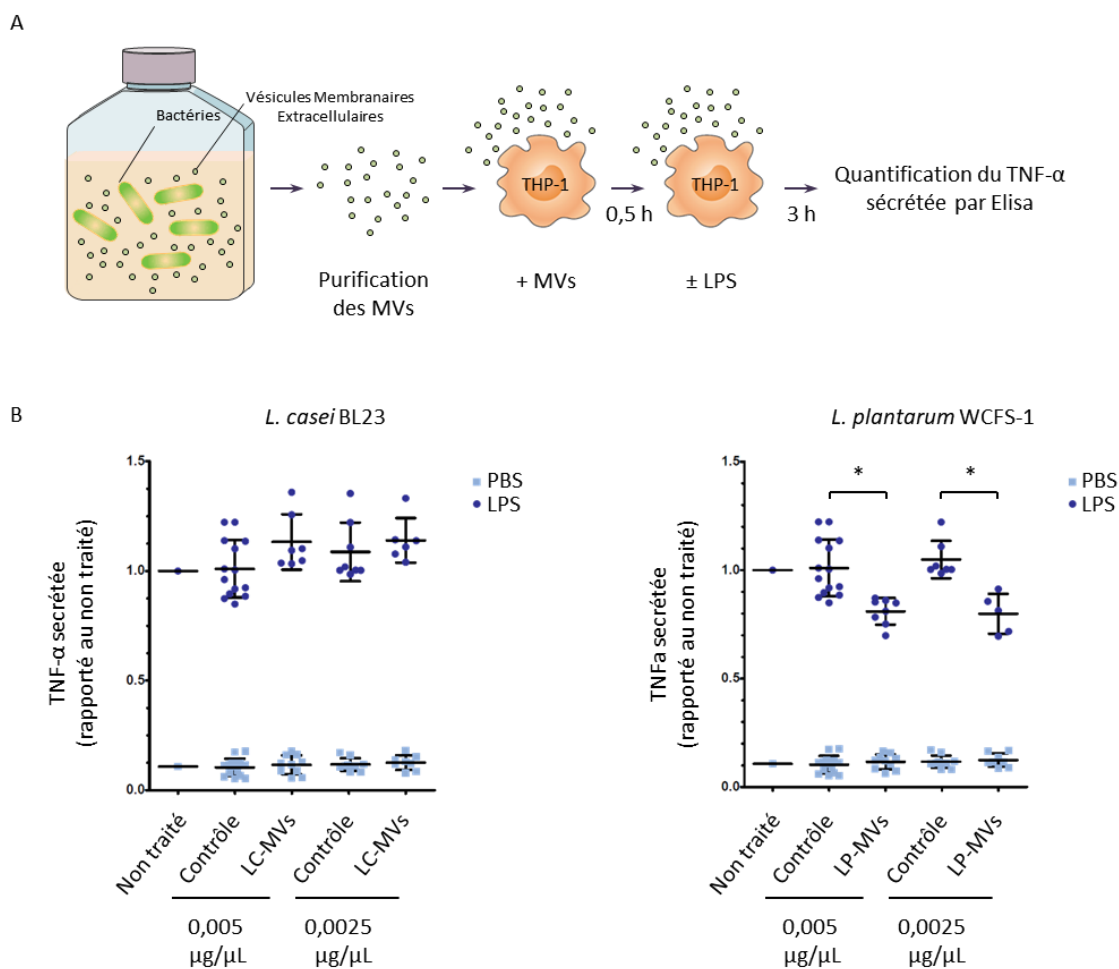 A
Bactéries
Vésicules Membranaires
Extracellulaires
THP-1
THP-1
0,5 h
3 h
Quantification du TNF-α
sécrétée par Elisa
Purification
des MVs
+ MVs
± LPS
B
L. casei BL23
TNF-α secrétée
(rapporté au non traité)
1.5
1.0
0.5
0.0
PBS
LPS
Non traité
Contrôle
LC-MVs
Contrôle
LC-MVs
0,005
µg/µL
0,0025
µg/µL
L. plantarum WCFS-1
TNFa secrétée
(rapporté au non traité)
1.5
1.0
1.0
0.0
*
*
PBS
LPS
Non traité
Contrôle
LP-MVs
Contrôle
LP-MVs
0,005
µg/µL
0,0025
µg/µL